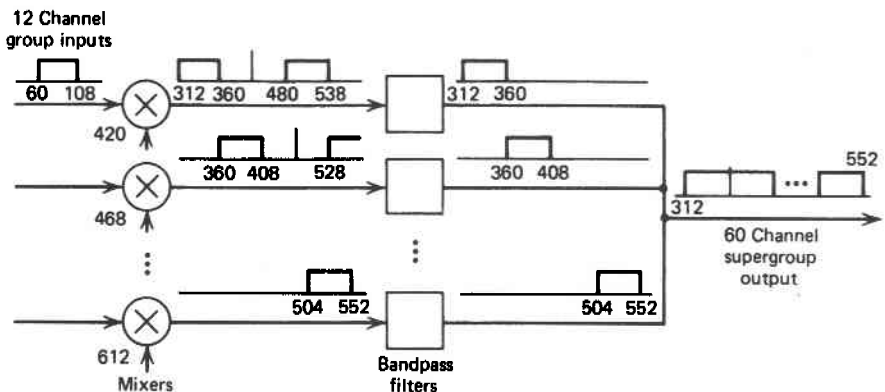 12 Channel
group inputs
60 108
312 360 480 538
312 360
420
360 408 528
360 408
552
312
468
60 Channel
supergroup
output
504 552
504 552
612
Mixers
Bandpass
filters